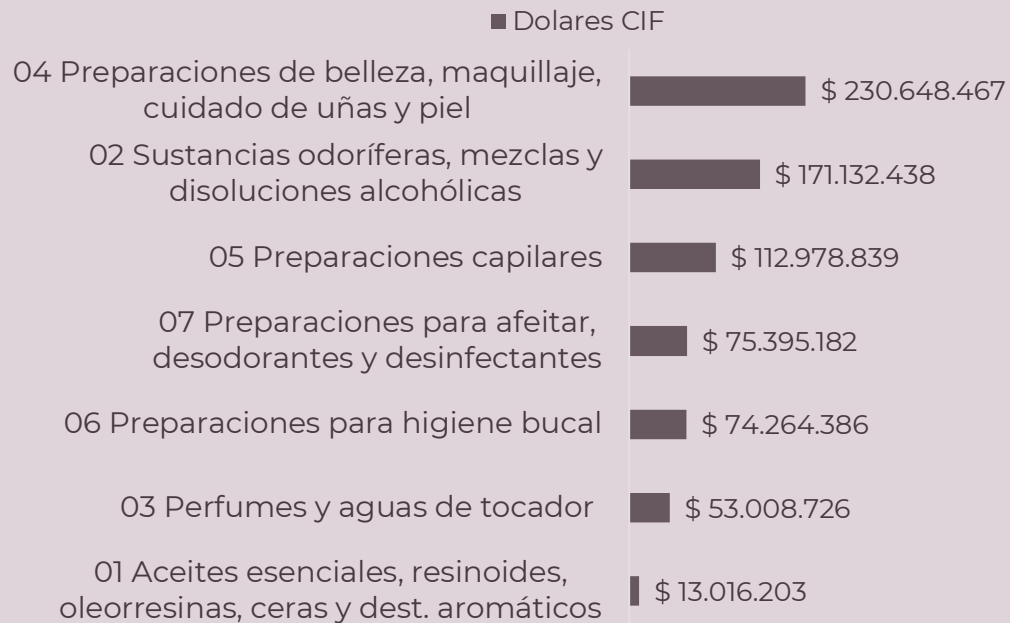 Dolares CIF
04 Preparaciones de belleza, maquillaje,
cuidado de uñas y piel
$ 230.648.467
02 Sustancias odoríferas, mezclas y
disoluciones alcohólicas
$ 171.132.438
05 Preparaciones capilares
$ 112.978.839
07 Preparaciones para afeitar,
desodorantes y desinfectantes
$ 75.395.182
06 Preparaciones para higiene bucal
$ 74.264.386
03 Perfumes y aguas de tocador
$ 53.008.726
01 Aceites esenciales, resinoides,
oleorresinas, ceras y dest. aromáticos
$ 13.016.203